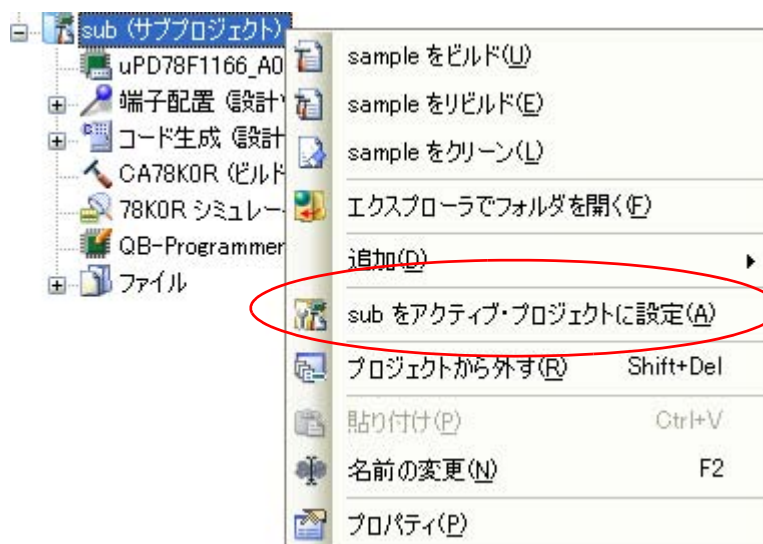 sub (サブプロジェクト)
uPD78F1166_A0
端子配置 (設計
コード生成 (設計
CA78K0R (ビルド
78K0R シミュレー
QB-Programmer
ファイル
sample をビルド(U)
sample をリビルド(E)
sample をクリーン(L)
エクスプローラでフォルダを開く(F)
追加(D)
sub をアクティブ・プロジェクトに設定(A)
プロジェクトから外す(R) Shift+Del
貼り付け(P) Ctrl+V
名前の変更(N) F2
プロパティ(P)